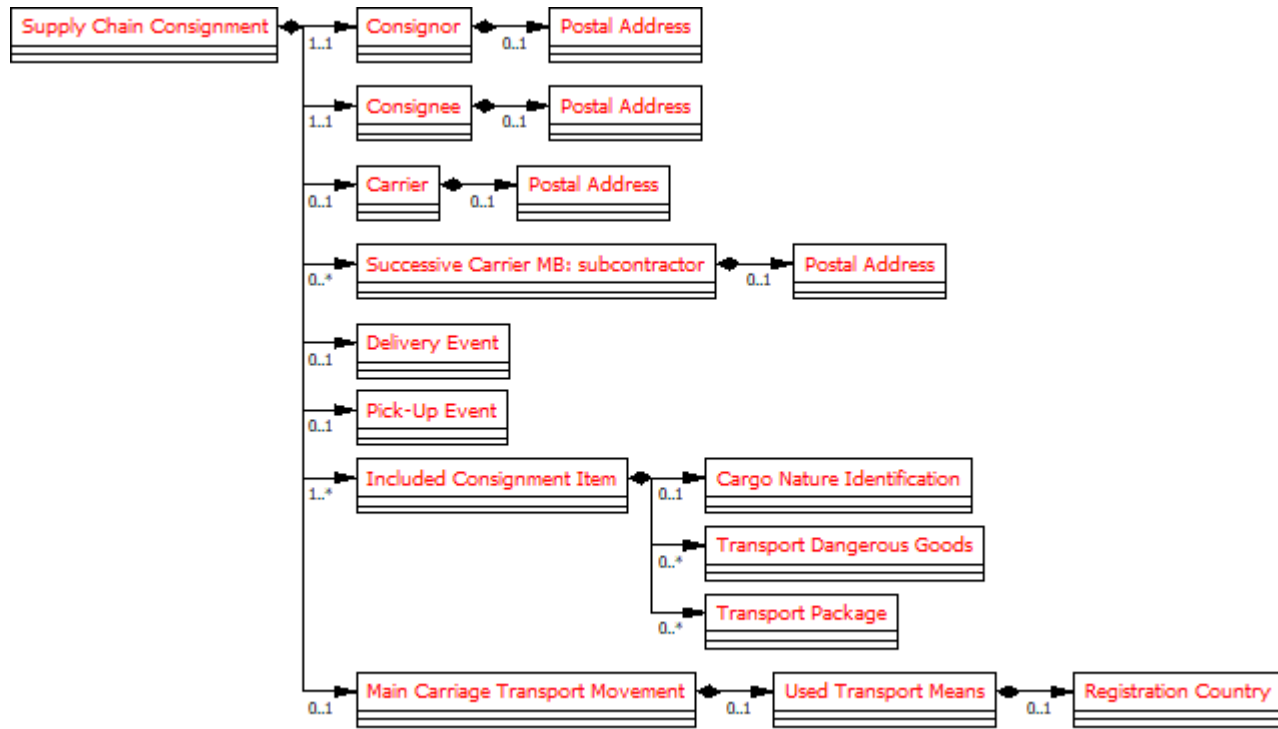 Supply Chain Consignment
1..1
Consignor
0..1
Postal Address
1..1
Consignee
0..1
Postal Address
0..1
Carrier
0..1
Postal Address
0..*
Successive Carrier MB: subcontractor
0..1
Postal Address
0..1
Delivery Event
0..1
Pick-Up Event
1..*
Included Consignment Item
0..1
Cargo Nature Identification
0..*
Transport Dangerous Goods
0..*
Transport Package
0..1
Main Carriage Transport Movement
0..1
Used Transport Means
0..1
Registration Country